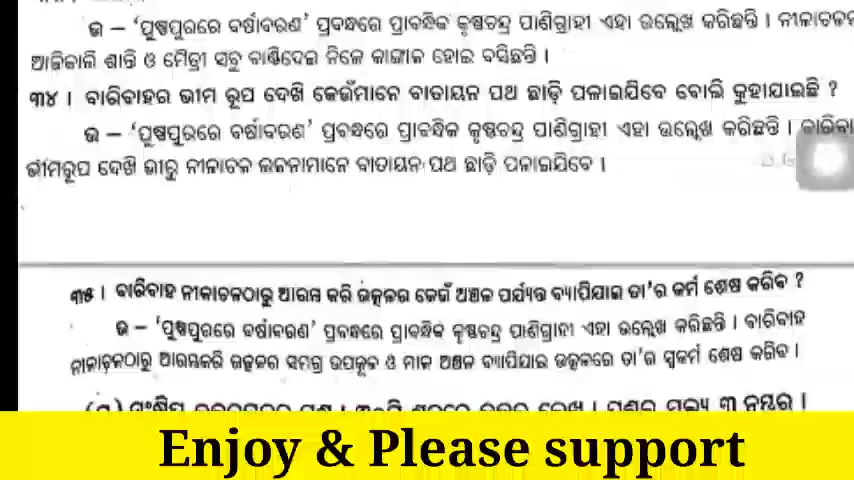 ଉ – ‘ପୁଷ୍ପପୁରରେ ବର୍ଷାବରଣ’ ପ୍ରବନ୍ଧରେ ପ୍ରାବନ୍ଧିକ କୃଷ୍ଣଚନ୍ଦ୍ର ପାଣିଗ୍ରାହୀ ଏହା ଉଲ୍ଲେଖ କରିଛନ୍ତି ।
ଆଜିକାଲି ଶାନ୍ତି ଓ ମୈତ୍ରୀ ସବୁ ବାଣ୍ଟିଦେଇ ନିଜେ କାଙ୍ଗାଳ ହୋଇ ବସିଛନ୍ତି ।
୩୪ । ବାରିବାହର ଭୀମ ରୂପ ଦେଖି କେଉଁମାନେ ବାତାୟନ ପଥ ଛାଡ଼ି ପଳାଇଯିବେ ବୋଲି କୁହାଯାଇଛି ?
ଉ – ‘ପୁଷ୍ପପୁରରେ ବର୍ଷାବରଣ’ ପ୍ରବନ୍ଧରେ ପ୍ରାବନ୍ଧିକ କୃଷ୍ଣଚନ୍ଦ୍ର ପାଣିଗ୍ରାହୀ ଏହା ଉଲ୍ଲେଖ କରିଛନ୍ତି ।
ଭୀମରୂପ ଦେଖି ଭୀରୁ ନୀଳାଚଳ ଲଳନାମାନେ ବାତାୟନ ପଥ ଛାଡ଼ି ପଳାଇଯିବେ ।
୩୫ । ବାରିବାହ ନୀଳାଚଳଠାରୁ ଆରମ୍ଭ କରି ଉତ୍କଳର କେଉଁ ଅଞ୍ଚଳ ପର୍ଯ୍ୟନ୍ତ ବ୍ୟାପିଯାଇ ତା’ର କର୍ମ ଶେଷ କରିବ ?
ଉ – ‘ପୁଷ୍ପପୁରରେ ବର୍ଷାବରଣ’ ପ୍ରବନ୍ଧରେ ପ୍ରାବନ୍ଧିକ କୃଷ୍ଣଚନ୍ଦ୍ର ପାଣିଗ୍ରାହୀ ଏହା ଉଲ୍ଲେଖ କରିଛନ୍ତି । ବାରିବାହ
ନୀଳାଚଳଠାରୁ ଆରମ୍ଭକରି ଉତ୍କଳର ସମଗ୍ର ଉପକୂଳ ଓ ମାଳ ଅଞ୍ଚଳ ବ୍ୟାପିଯାଇ ଉତ୍କଳରେ ତା’ର ସ୍ୱକର୍ମ ଶେଷ କରିବ ।
Enjoy & Please support